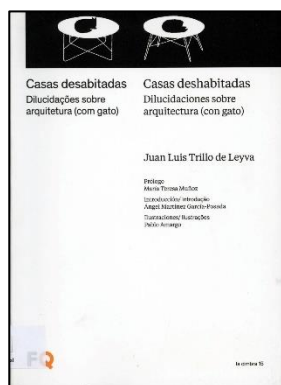 Casas desabitadas
Dilucidações sobre
arquitetura (com gato)
Casas deshabitadas
Dilucidaciones sobre
arquitectura (con gato)
Juan Luis Trillo de Leyva
Prólogo
María Teresa Muñoz
Introducción/ introdução
Ángel Martínez García-Posada
Ilustraciones/ ilustrações
Pablo Amargo
FQ